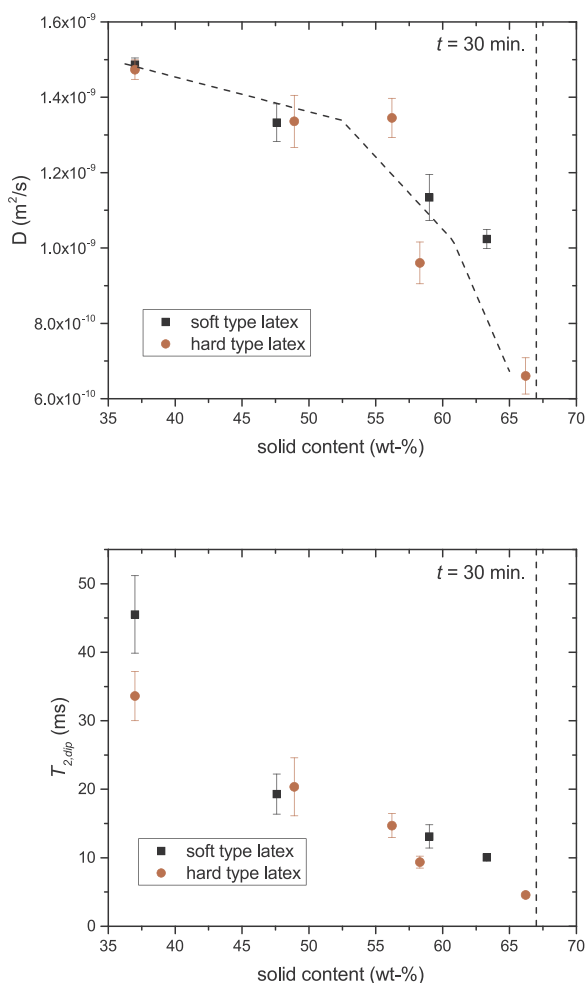 1.6x10⁻⁹
t = 30 min.
1.4x10⁻⁹
1.2x10⁻⁹
D (m²/s)
1.0x10⁻⁹
8.0x10⁻¹⁰
soft type latex
hard type latex
6.0x10⁻¹⁰
35 40 45 50 55 60 65 70
solid content (wt-%)
t = 30 min.
50
40
30
T₂,dip (ms)
20
10
soft type latex
hard type latex
0
35 40 45 50 55 60 65 70
solid content (wt-%)